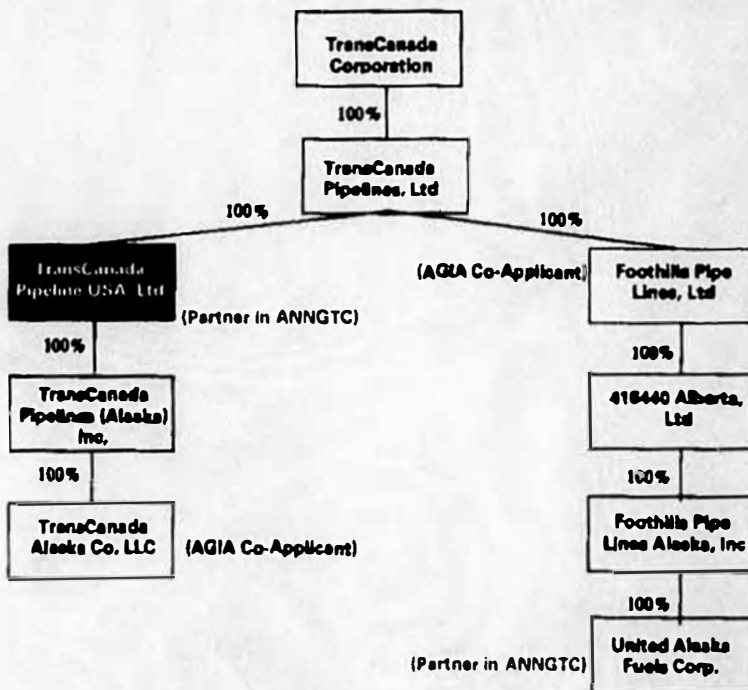 TransCanada
Corporation
100%
TransCanada
Pipelines, Ltd
100%
100%
TransCanada
Pipeline USA, Ltd
(Partner in ANNGTC)
(AGIA Co-Applicant)
Foothills Pipe
Lines, Ltd
100%
100%
TransCanada
Pipelines (Alaska)
Inc,
416440 Alberta,
Ltd
100%
100%
TransCanada
Alaska Co. LLC
(AGIA Co-Applicant)
Foothills Pipe
Lines Alaska, Inc
100%
(Partner in ANNGTC)
United Alaska
Fuels Corp.